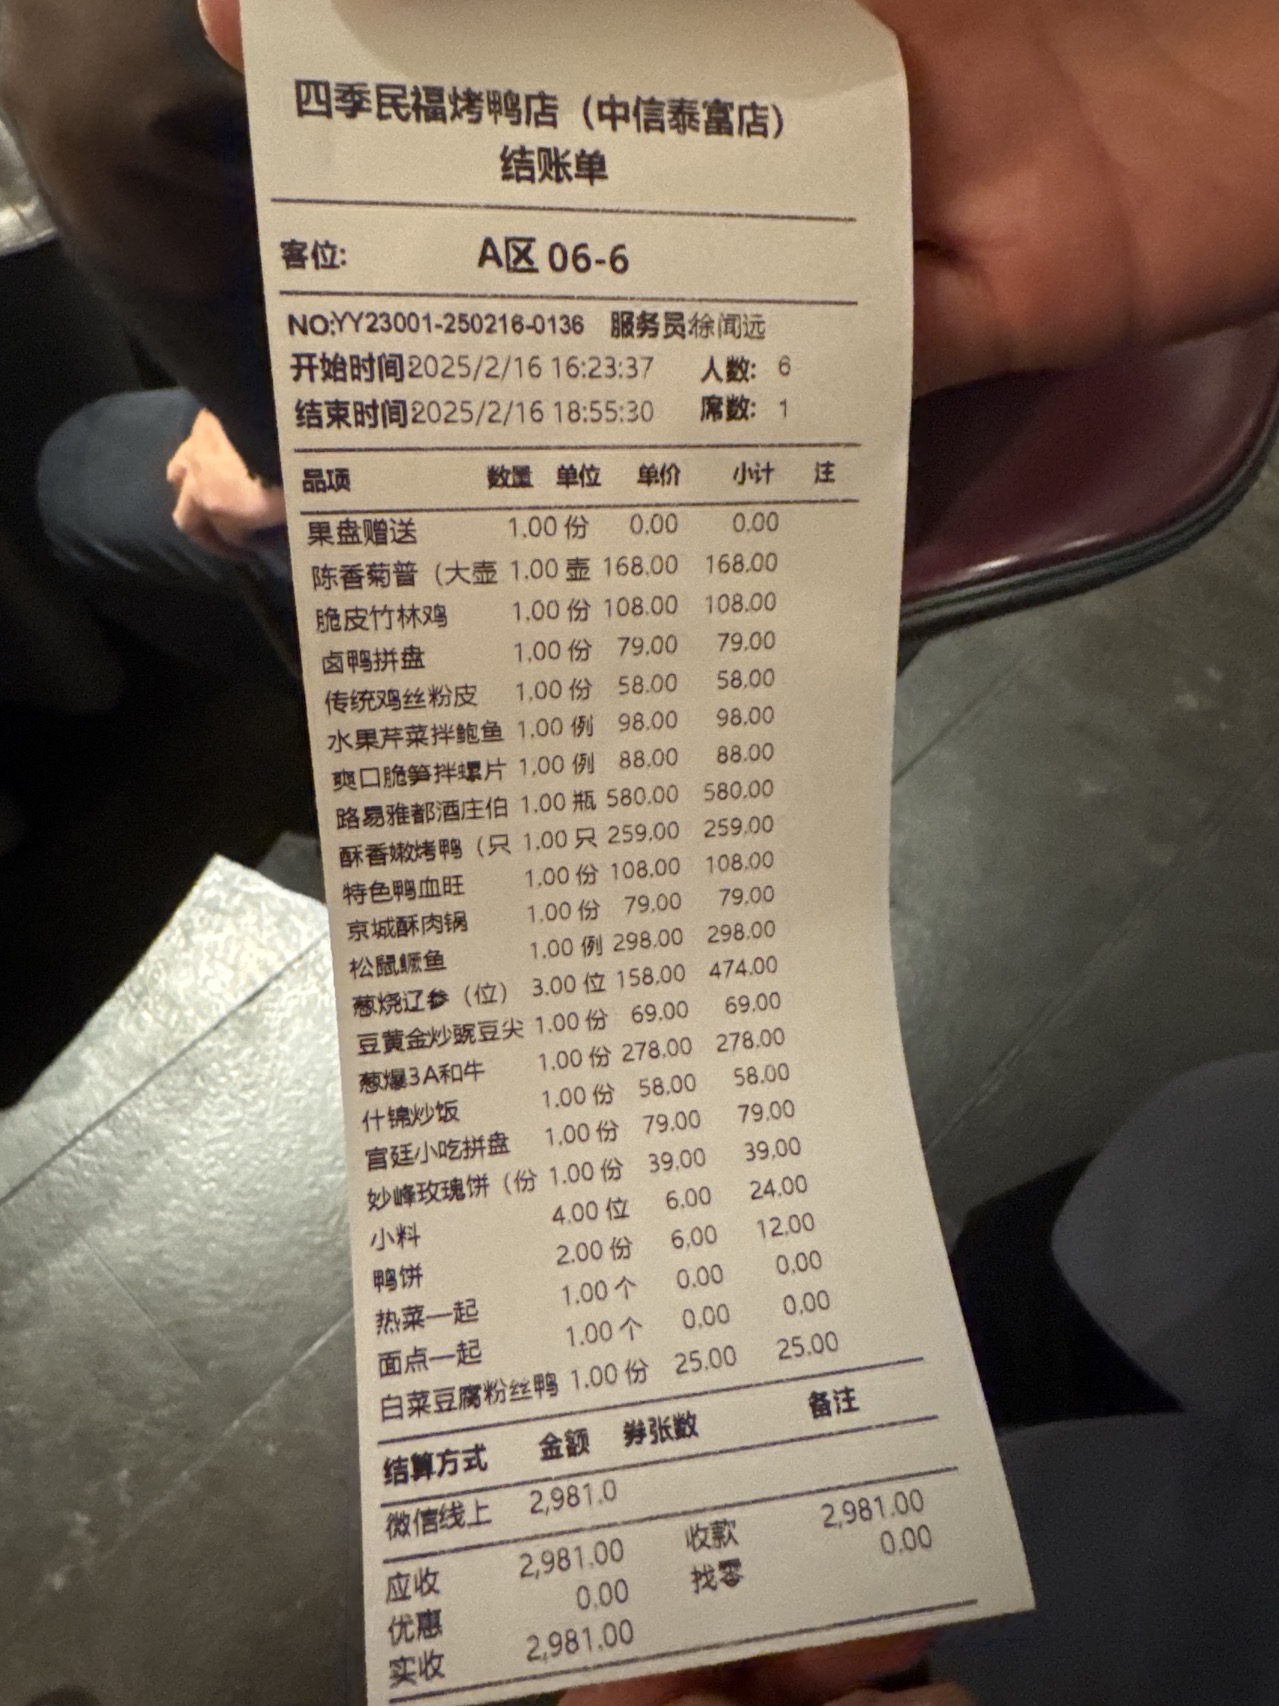 四季民福烤鸭店（中信泰富店）
结账单
客位: A区 06-6
NO:YY23001-250216-0136 服务员:徐闻远
开始时间2025/2/16 16:23:37 人数: 6
结束时间2025/2/16 18:55:30 席数: 1
品项 数量 单位 单价 小计 注
果盘赠送 1.00 份 0.00 0.00
陈香菊普（大壶 1.00 壶 168.00 168.00
脆皮竹林鸡 1.00 份 108.00 108.00
卤鸭拼盘 1.00 份 79.00 79.00
传统鸡丝粉皮 1.00 份 58.00 58.00
水果芹菜拌鲍鱼 1.00 例 98.00 98.00
爽口脆笋拌螺片 1.00 例 88.00 88.00
路易雅都酒庄伯 1.00 瓶 580.00 580.00
酥香嫩烤鸭（只 1.00 只 259.00 259.00
特色鸭血旺 1.00 份 108.00 108.00
京城酥肉锅 1.00 份 79.00 79.00
松鼠鳜鱼 1.00 例 298.00 298.00
葱烧辽参（位） 3.00 位 158.00 474.00
豆黄金炒豌豆尖 1.00 份 69.00 69.00
葱爆3A和牛 1.00 份 278.00 278.00
什锦炒饭 1.00 份 58.00 58.00
宫廷小吃拼盘 1.00 份 79.00 79.00
妙峰玫瑰饼（份 1.00 份 39.00 39.00
小料 4.00 位 6.00 24.00
鸭饼 2.00 份 6.00 12.00
热菜一起 1.00 个 0.00 0.00
面点一起 1.00 个 0.00 0.00
白菜豆腐粉丝鸭 1.00 份 25.00 25.00
结算方式 金额 券张数 备注
微信线上 2,981.0
应收 2,981.00 收款 2,981.00
优惠 0.00 找零 0.00
实收 2,981.00